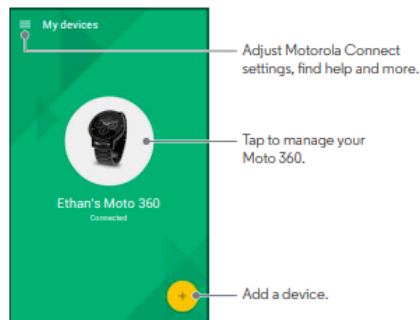 My devices
Adjust Motorola Connect
settings, find help and more.
Tap to manage your
Moto 360.
Ethan's Moto 360
Connected
+
Add a device.